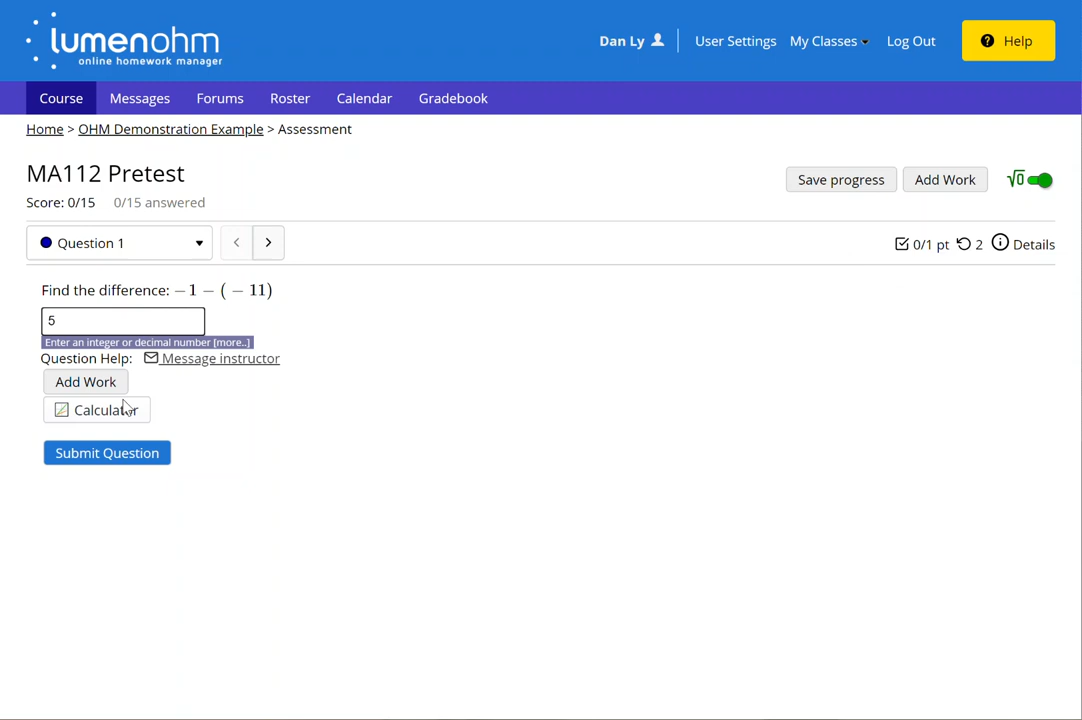 lumenohm
online homework manager
Dan Ly User Settings My Classes Log Out Help
Course Messages Forums Roster Calendar Gradebook
Home > OHM Demonstration Example > Assessment
MA112 Pretest
Save progress Add Work √0
Score: 0/15 0/15 answered
Question 1 < > 0/1 pt 2 Details
Find the difference: −1 − ( − 11)
5
Enter an integer or decimal number [more..]
Question Help: Message instructor
Add Work
Calculator
Submit Question